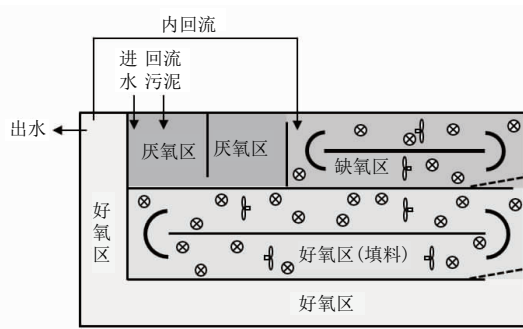 内回流
进 回流
水 污泥
出水
厌氧区
厌氧区
缺氧区
好氧区
好氧区(填料)
好氧区